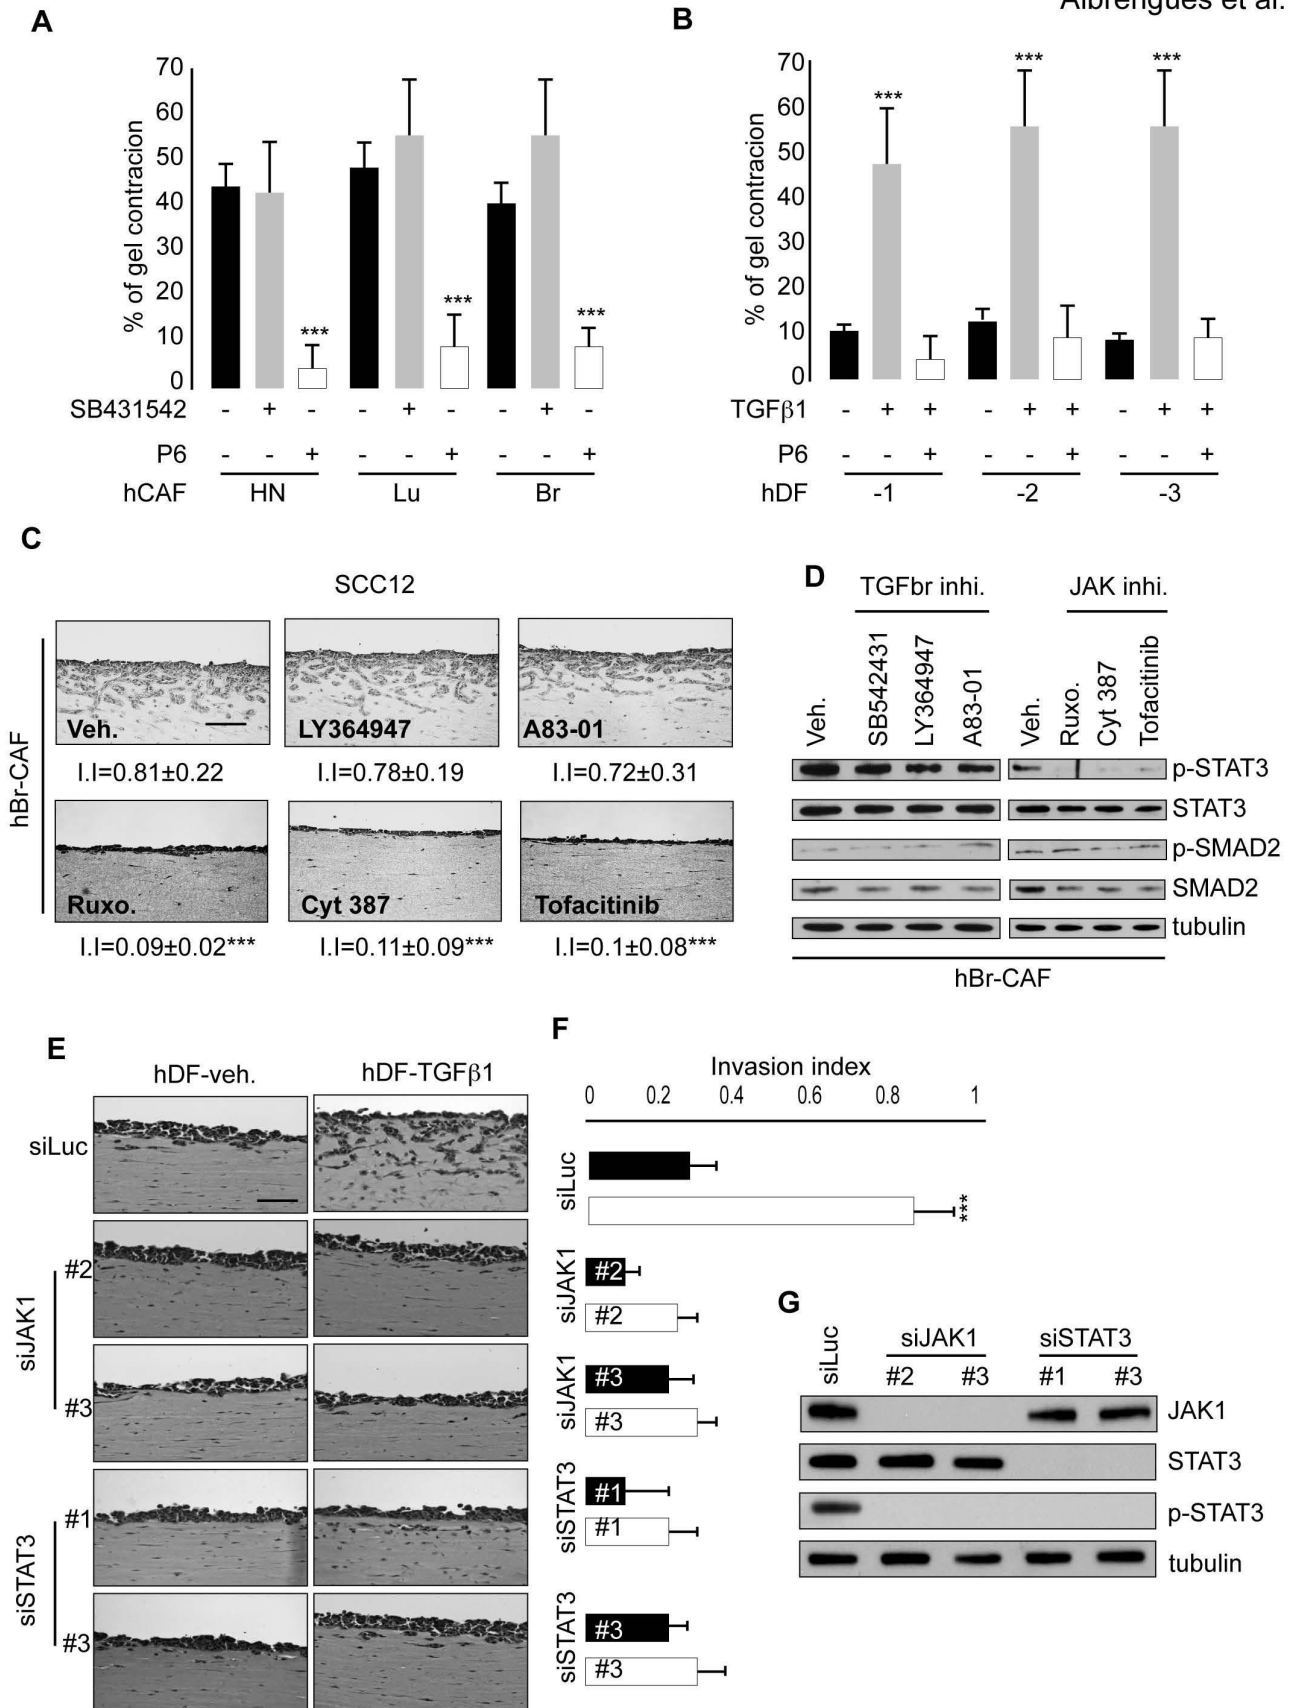 Albrengues et al.
A
% of gel contracion
70
60
50
40
30
20
10
0
*** *** ***
SB431542 - + - - + - - + -
P6 - - + - - + - - +
hCAF HN Lu Br
B
% of gel contracion
70
60
50
40
30
20
10
0
*** *** ***
TGFβ1 - + + - + + - + +
P6 - - + - - + - - +
hDF -1 -2 -3
C
SCC12
hBr-CAF
Veh. LY364947 A83-01
I.I=0.81±0.22 I.I=0.78±0.19 I.I=0.72±0.31
Ruxo. Cyt 387 Tofacitinib
I.I=0.09±0.02*** I.I=0.11±0.09*** I.I=0.1±0.08***
D
TGFbr inhi. JAK inhi.
Veh. SB542431 LY364947 A83-01 Veh. Ruxo. Cyt 387 Tofacitinib
p-STAT3
STAT3
p-SMAD2
SMAD2
tubulin
hBr-CAF
E
hDF-veh. hDF-TGFβ1
siLuc
siJAK1
#2
#3
siSTAT3
#1
#3
F
Invasion index
0 0.2 0.4 0.6 0.8 1
siLuc
***
siJAK1
#2
#2
siJAK1
#3
#3
siSTAT3
#1
#1
siSTAT3
#3
#3
G
siLuc siJAK1 siSTAT3
#2 #3 #1 #3
JAK1
STAT3
p-STAT3
tubulin